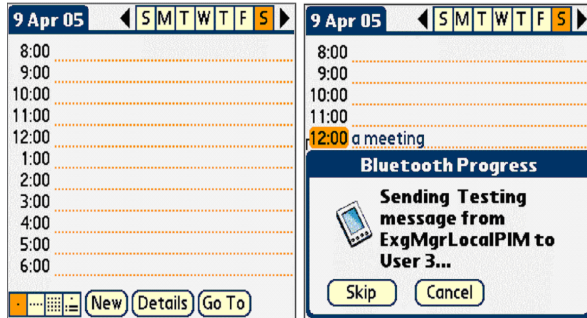 9 Apr 05 S M T W T F S
8:00
9:00
10:00
11:00
12:00
1:00
2:00
3:00
4:00
5:00
6:00
New Details Go To
9 Apr 05 S M T W T F S
8:00
9:00
10:00
11:00
12:00 a meeting
Bluetooth Progress
Sending Testing
message from
ExgMgrLocalPIM to
User 3...
Skip Cancel